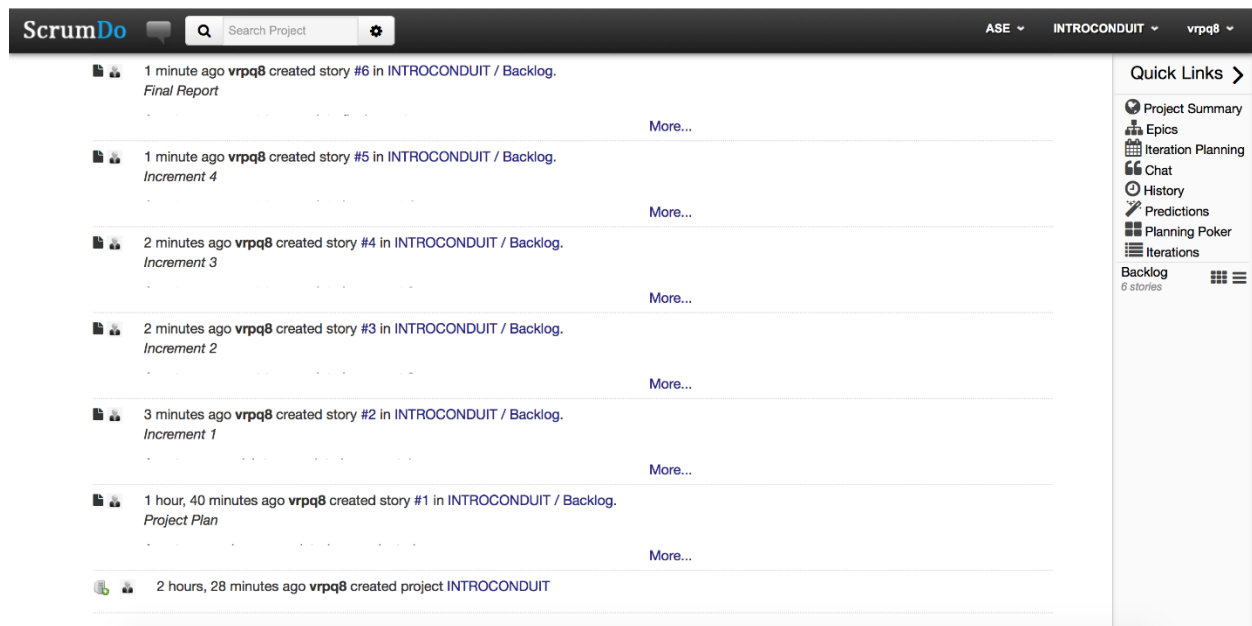 ScrumDo
Search Project
ASE
INTROCONDUIT
vrpq8
1 minute ago vrpq8 created story #6 in INTROCONDUIT / Backlog.
Final Report
More...
1 minute ago vrpq8 created story #5 in INTROCONDUIT / Backlog.
Increment 4
More...
2 minutes ago vrpq8 created story #4 in INTROCONDUIT / Backlog.
Increment 3
More...
2 minutes ago vrpq8 created story #3 in INTROCONDUIT / Backlog.
Increment 2
More...
3 minutes ago vrpq8 created story #2 in INTROCONDUIT / Backlog.
Increment 1
More...
1 hour, 40 minutes ago vrpq8 created story #1 in INTROCONDUIT / Backlog.
Project Plan
More...
2 hours, 28 minutes ago vrpq8 created project INTROCONDUIT
Quick Links
Project Summary
Epics
Iteration Planning
Chat
History
Predictions
Planning Poker
Iterations
Backlog
6 stories